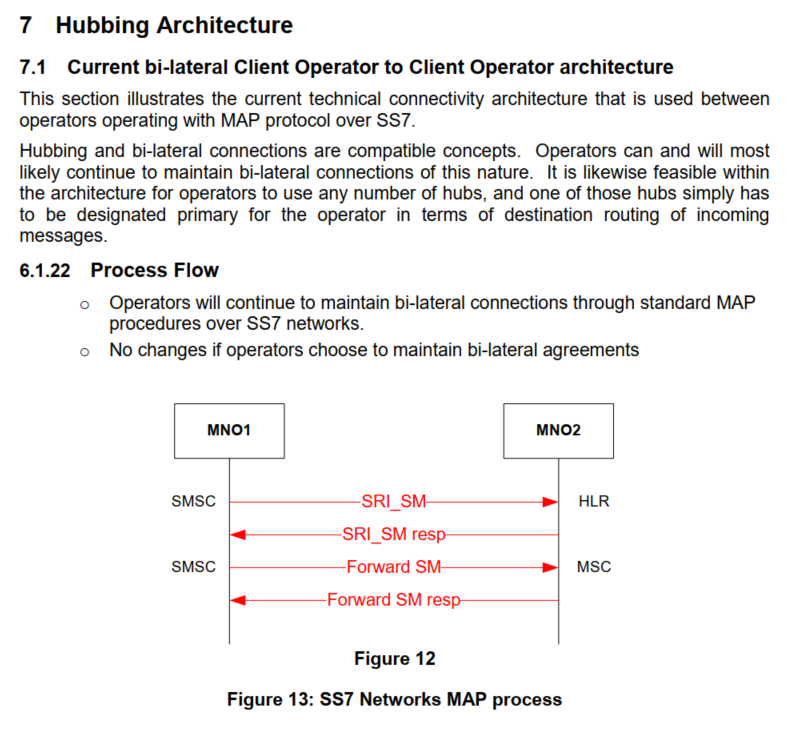 7 Hubbing Architecture
7.1 Current bi-lateral Client Operator to Client Operator architecture
This section illustrates the current technical connectivity architecture that is used between
operators operating with MAP protocol over SS7.
Hubbing and bi-lateral connections are compatible concepts. Operators can and will most
likely continue to maintain bi-lateral connections of this nature. It is likewise feasible within
the architecture for operators to use any number of hubs, and one of those hubs simply has
to be designated primary for the operator in terms of destination routing of incoming
messages.
6.1.22 Process Flow
o Operators will continue to maintain bi-lateral connections through standard MAP
procedures over SS7 networks.
o No changes if operators choose to maintain bi-lateral agreements
MNO1 MNO2
SMSC SRI_SM HLR
SRI_SM resp
SMSC Forward SM MSC
Forward SM resp
Figure 12
Figure 13: SS7 Networks MAP process